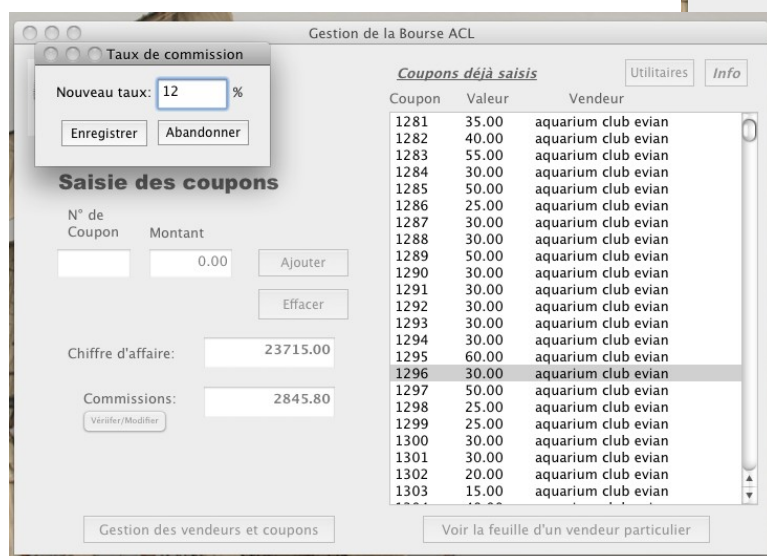 Gestion de la Bourse ACL
Taux de commission
Nouveau taux: 12 %
Enregistrer Abandonner
Coupons déjà saisis Utilitaires Info
Coupon Valeur Vendeur
1281 35.00 aquarium club evian
1282 40.00 aquarium club evian
1283 55.00 aquarium club evian
1284 30.00 aquarium club evian
1285 50.00 aquarium club evian
1286 25.00 aquarium club evian
1287 30.00 aquarium club evian
1288 30.00 aquarium club evian
1289 50.00 aquarium club evian
1290 30.00 aquarium club evian
1291 30.00 aquarium club evian
1292 30.00 aquarium club evian
1293 30.00 aquarium club evian
1294 30.00 aquarium club evian
1295 60.00 aquarium club evian
1296 30.00 aquarium club evian
1297 50.00 aquarium club evian
1298 25.00 aquarium club evian
1299 25.00 aquarium club evian
1300 30.00 aquarium club evian
1301 30.00 aquarium club evian
1302 20.00 aquarium club evian
1303 15.00 aquarium club evian
Saisie des coupons
N° de
Coupon Montant
0.00 Ajouter
Effacer
Chiffre d'affaire: 23715.00
Commissions: 2845.80
Vériifer/Modifier
Gestion des vendeurs et coupons Voir la feuille d'un vendeur particulier